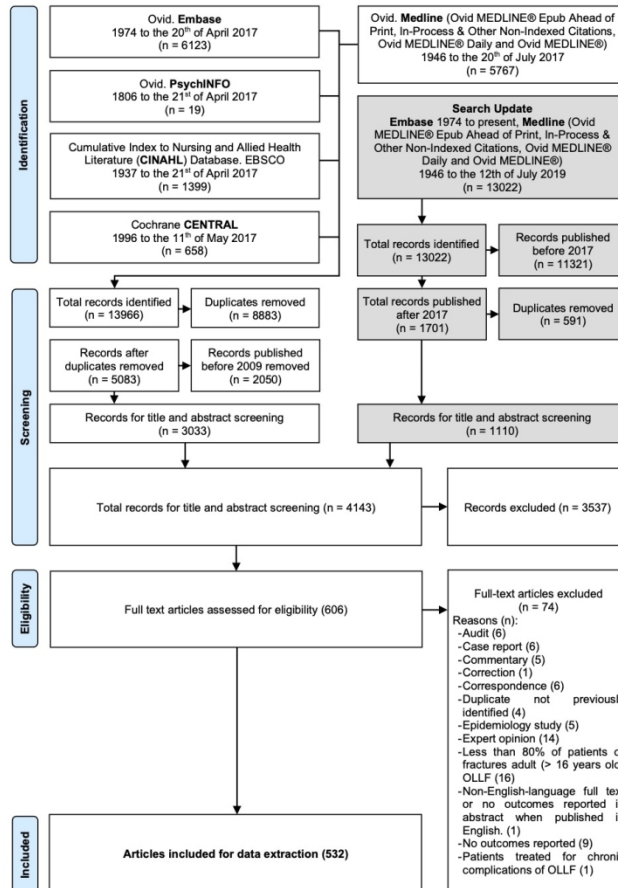 Identification
Ovid. Embase
1974 to the 20th of April 2017
(n = 6123)
Ovid. PsychINFO
1806 to the 21st of April 2017
(n = 19)
Cumulative Index to Nursing and Allied Health
Literature (CINAHL) Database. EBSCO
1937 to the 21st of April 2017
(n = 1399)
Cochrane CENTRAL
1996 to the 11th of May 2017
(n = 658)
Ovid. Medline (Ovid MEDLINE® Epub Ahead of
Print, In-Process & Other Non-Indexed Citations,
Ovid MEDLINE® Daily and Ovid MEDLINE®)
1946 to the 20th of July 2017
(n = 5767)
Search Update
Embase 1974 to present, Medline (Ovid
MEDLINE® Epub Ahead of Print, In-Process &
Other Non-Indexed Citations, Ovid MEDLINE®
Daily and Ovid MEDLINE®)
1946 to the 12th of July 2019
(n = 13022)
Total records identified
(n = 13022)
Records published
before 2017
(n = 11321)
Screening
Total records identified
(n = 13966)
Duplicates removed
(n = 8883)
Total records published
after 2017
(n = 1701)
Duplicates removed
(n = 591)
Records after
duplicates removed
(n = 5083)
Records published
before 2009 removed
(n = 2050)
Records for title and abstract screening
(n = 3033)
Records for title and abstract screening
(n = 1110)
Total records for title and abstract screening (n = 4143)
Records excluded (n = 3537)
Eligibility
Full text articles assessed for eligibility (606)
Full-text articles excluded
(n = 74)
Reasons (n):
-Audit (6)
-Case report (6)
-Commentary (5)
-Correction (1)
-Correspondence (6)
-Duplicate not
identified (4)
-Epidemiology study (5)
-Expert opinion (14)
-Less than 80% of patients
fractures adult (> 16 years
OLLF (16)
-Non-English-language full
or no outcomes reported
abstract when published
English. (1)
-No outcomes reported (9)
-Patients treated for
complications of OLLF (1)
Included
Articles included for data extraction (532)